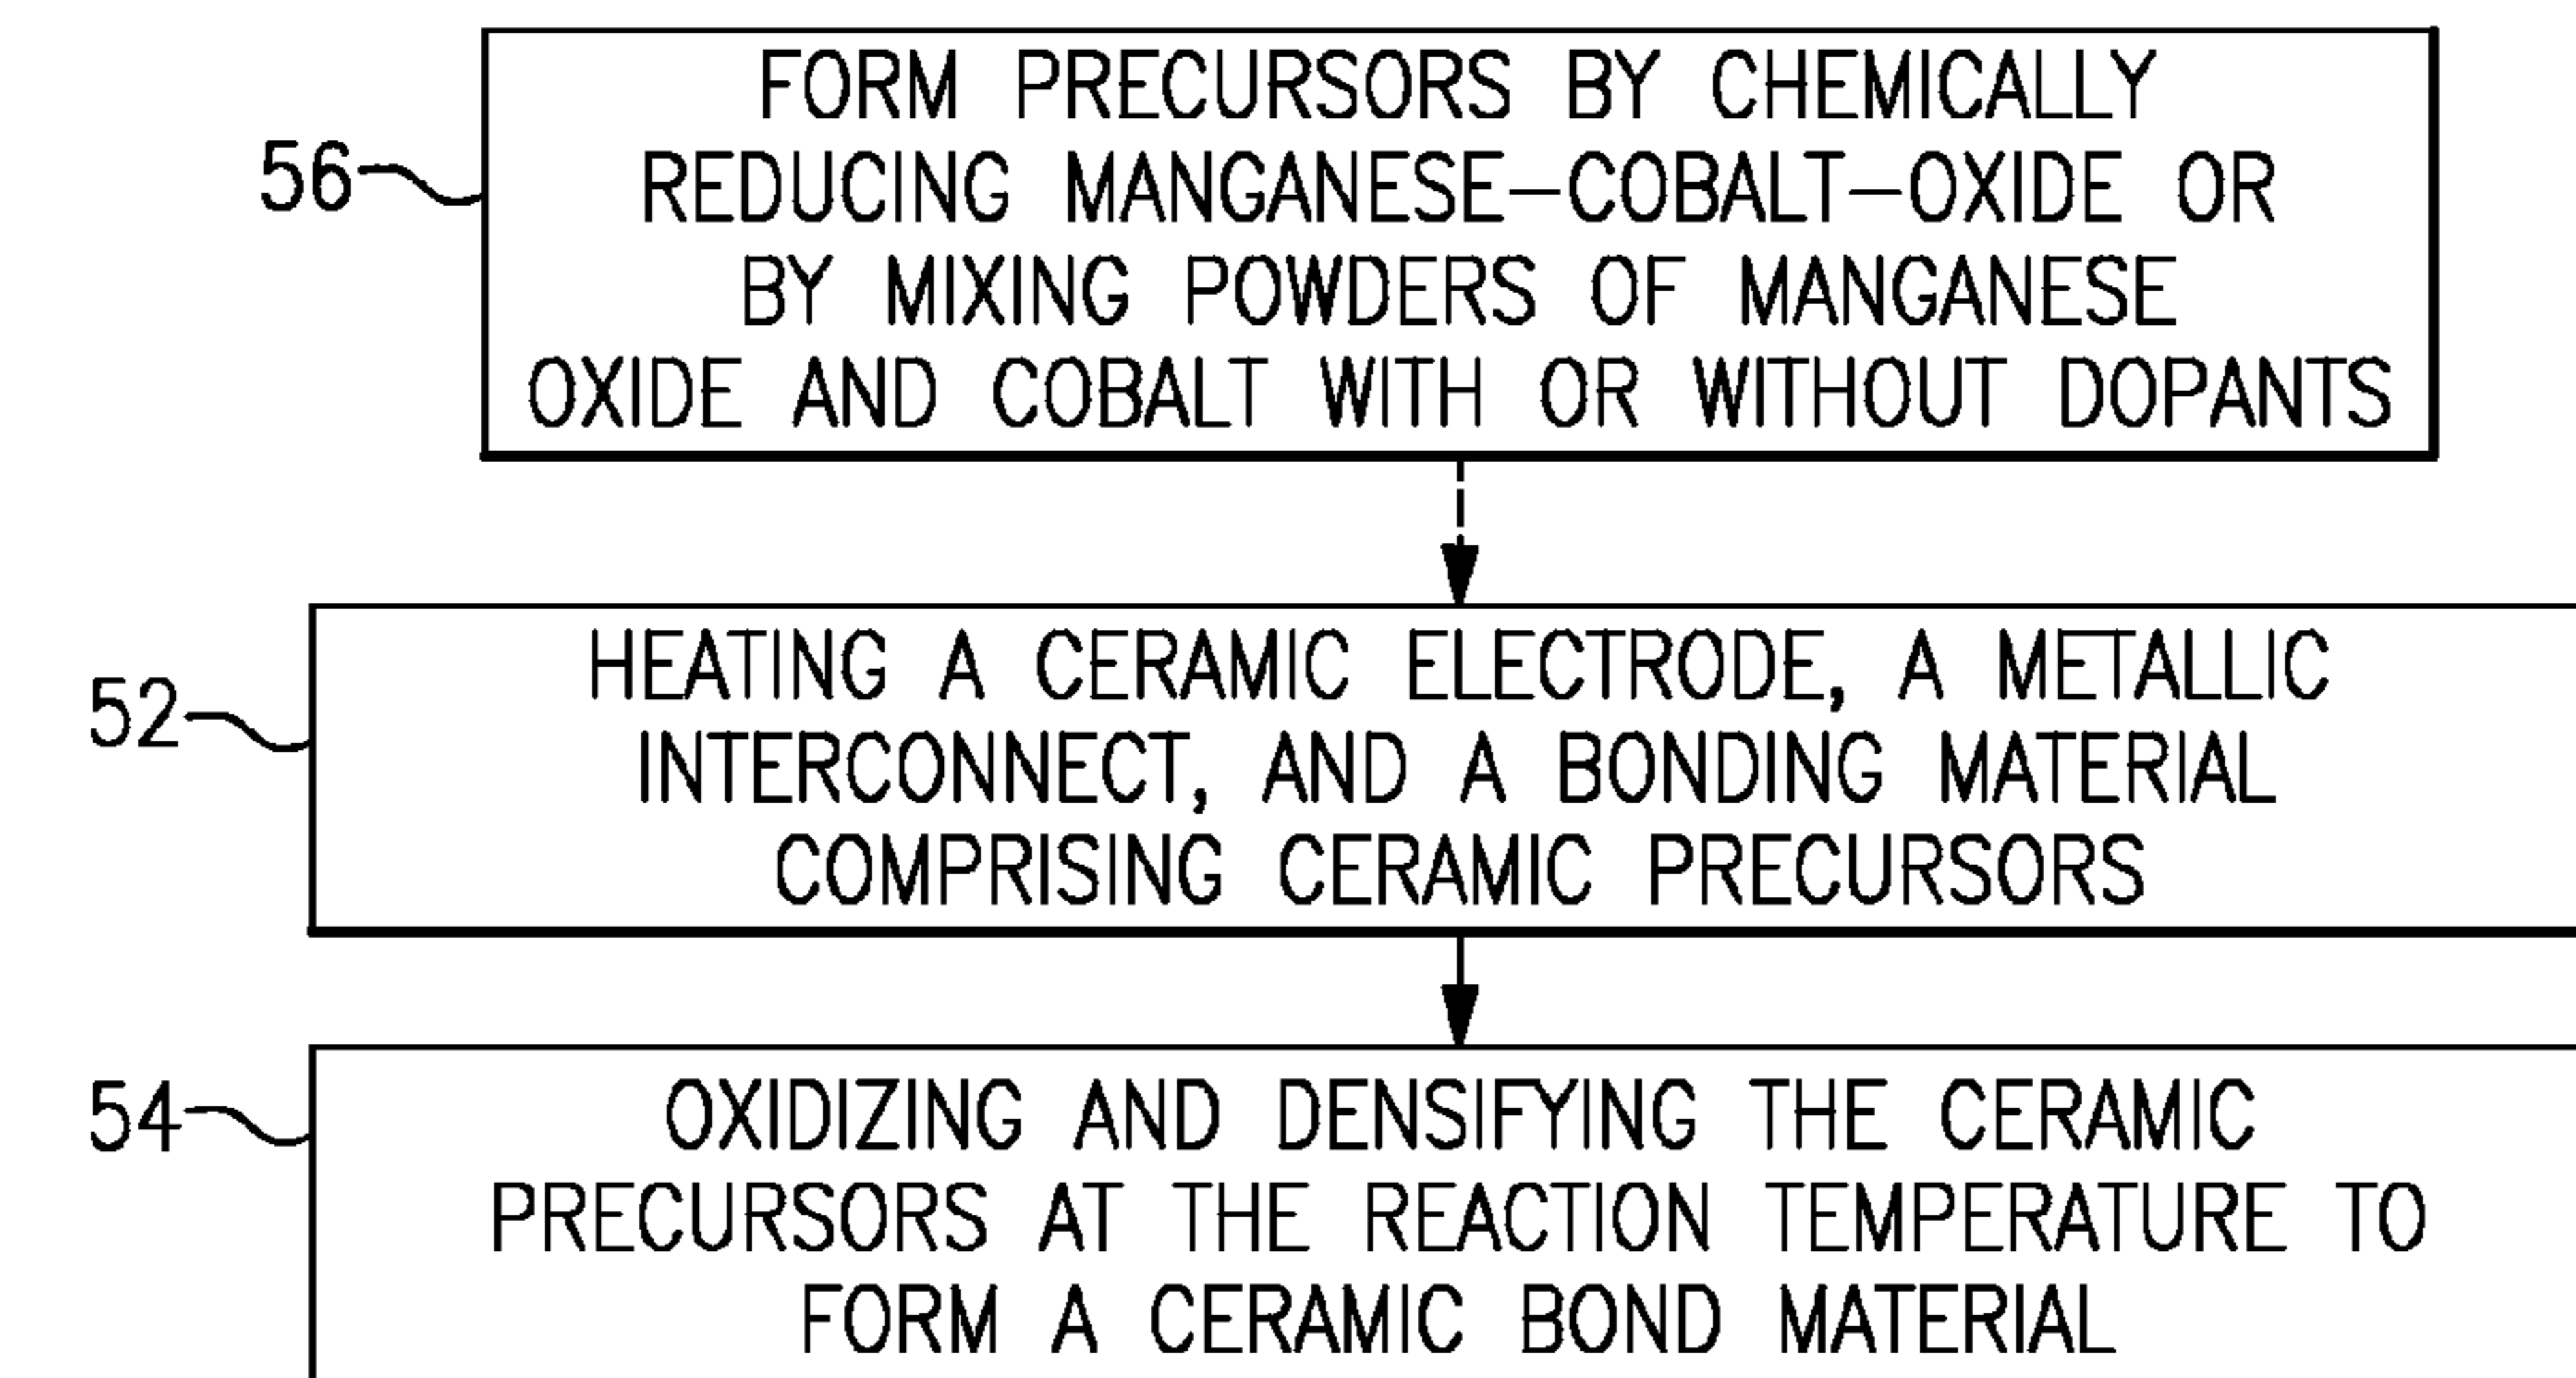 FORM PRECURSORS BY CHEMICALLY
56 REDUCING MANGANESE-COBALT-OXIDE OR
BY MIXING POWDERS OF MANGANESE
OXIDE AND COBALT WITH OR WITHOUT DOPANTS
HEATING A CERAMIC ELECTRODE, A METALLIC
52 INTERCONNECT, AND A BONDING MATERIAL
COMPRISING CERAMIC PRECURSORS
54 OXIDIZING AND DENSIFYING THE CERAMIC
PRECURSORS AT THE REACTION TEMPERATURE TO
FORM A CERAMIC BOND MATERIAL